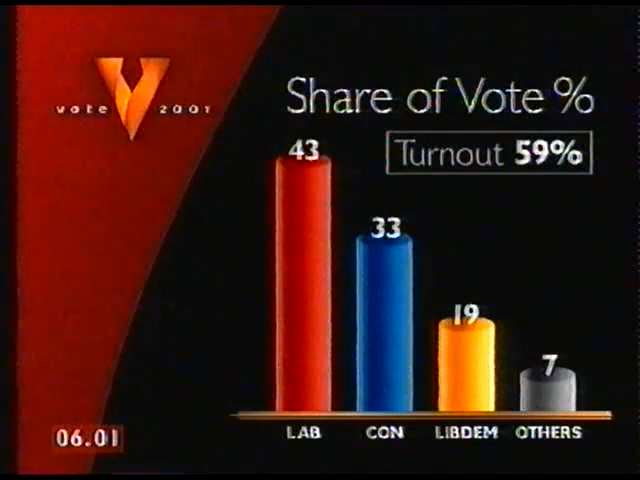 vote 2001
Share of Vote %
Turnout 59%
43
33
19
7
LAB CON LIBDEM OTHERS
06.01